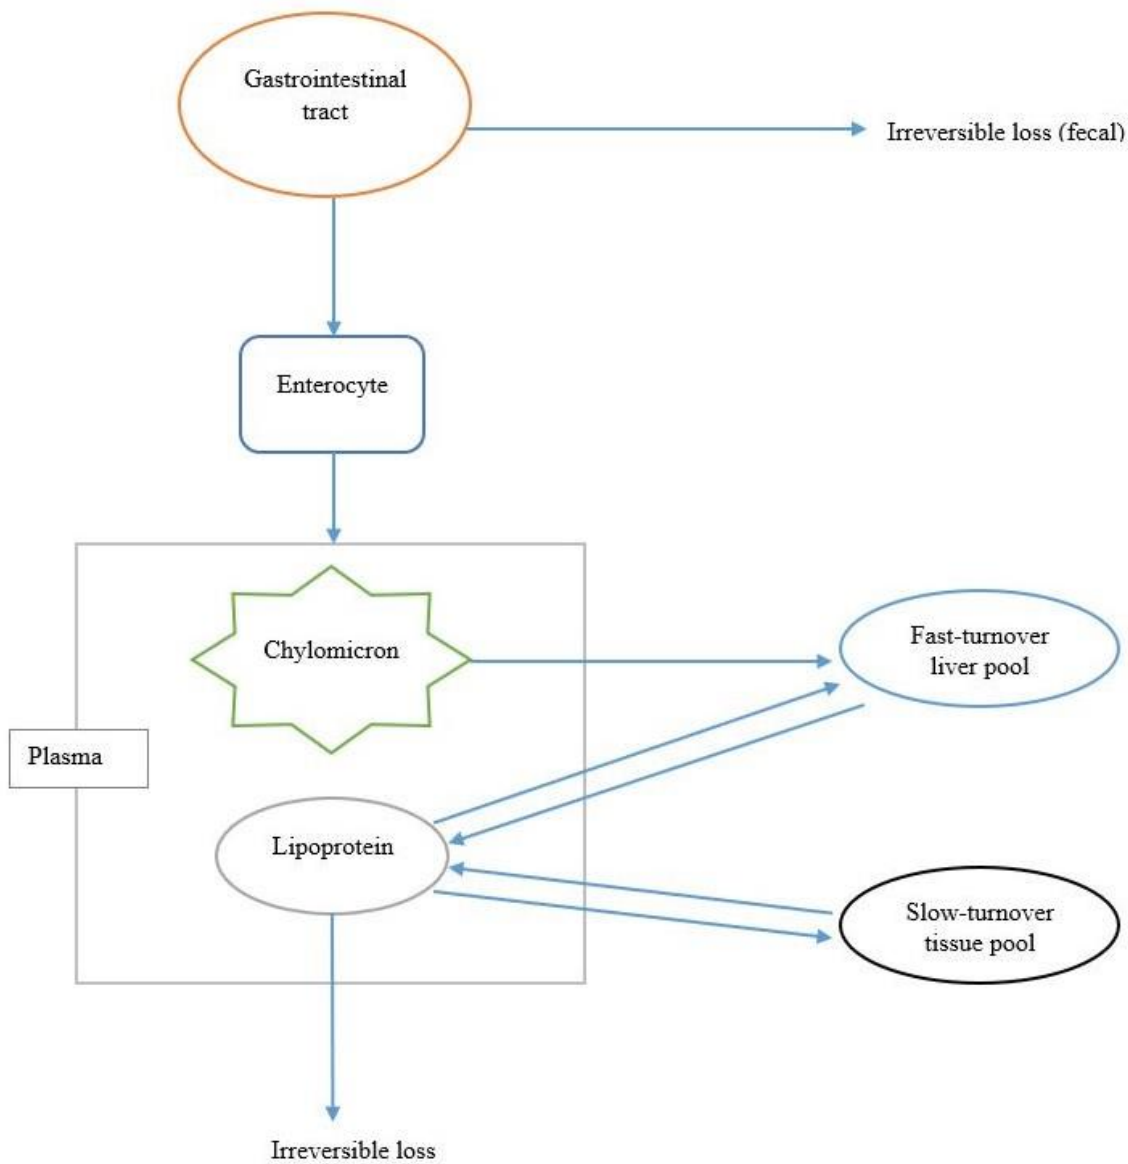 Gastrointestinal
tract
Irreversible loss (fecal)
Enterocyte
Chylomicron
Fast-turnover
liver pool
Plasma
Lipoprotein
Slow-turnover
tissue pool
Irreversible loss